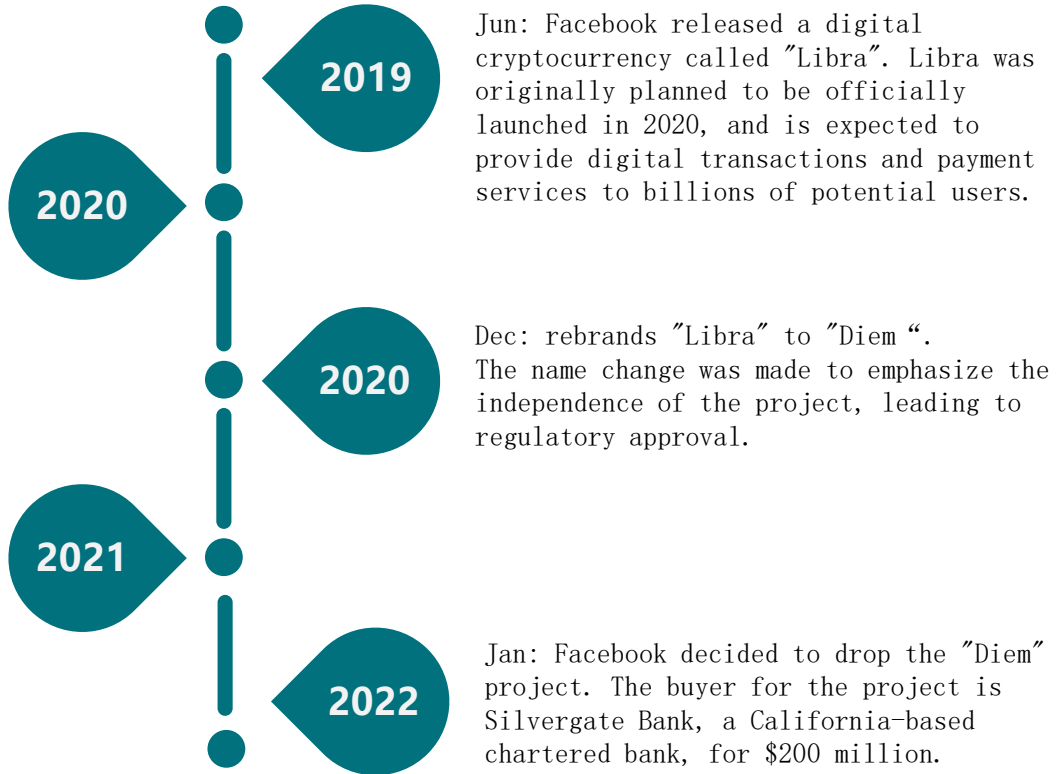 2019
Jun: Facebook released a digital
cryptocurrency called "Libra". Libra was
originally planned to be officially
launched in 2020, and is expected to
provide digital transactions and payment
services to billions of potential users.
2020
2020
Dec: rebrands "Libra" to "Diem “.
The name change was made to emphasize the
independence of the project, leading to
regulatory approval.
2021
2022
Jan: Facebook decided to drop the "Diem"
project. The buyer for the project is
Silvergate Bank, a California-based
chartered bank, for $200 million.